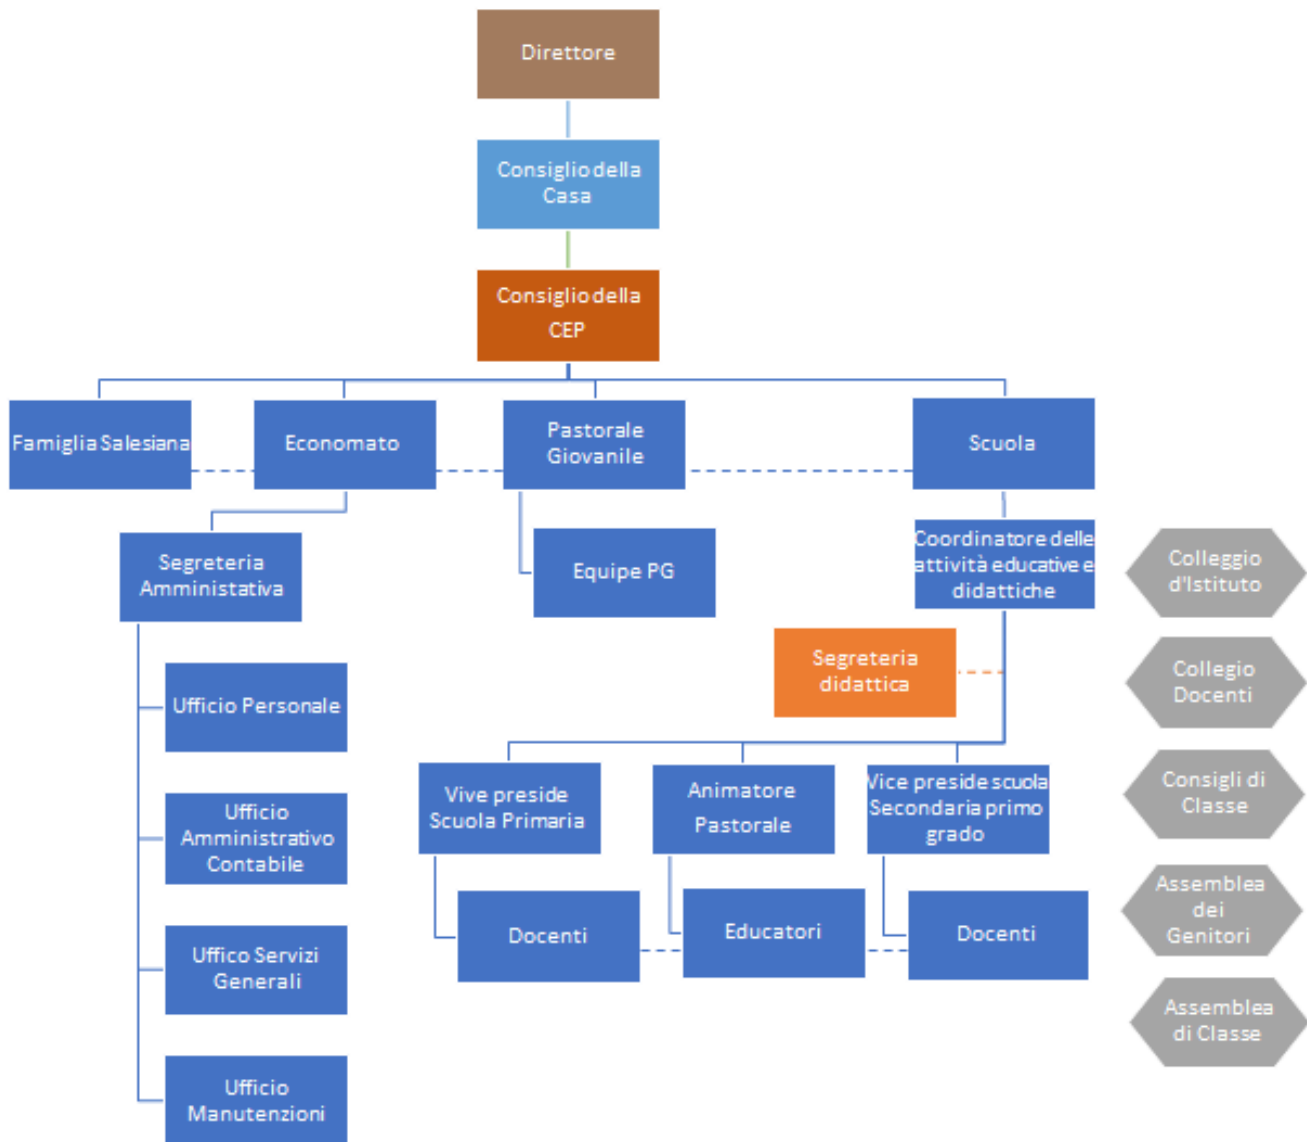 Direttore
Consiglio della
Casa
Consiglio della
CEP
Famiglia Salesiana
Economato
Pastorale
Giovanile
Scuola
Segreteria
Amministativa
Equipe PG
Coordinatore delle
attività educative e
didattiche
Colleggio
d'Istituto
Segreteria
didattica
Collegio
Docenti
Ufficio Personale
Vive preside
Scuola Primaria
Animatore
Pastorale
Vice preside scuola
Secondaria primo
grado
Consigli di
Classe
Ufficio
Amministrativo
Contabile
Docenti
Educatori
Docenti
Assemblea
dei
Genitori
Uffico Servizi
Generali
Assemblea
di Classe
Ufficio
Manutenzioni